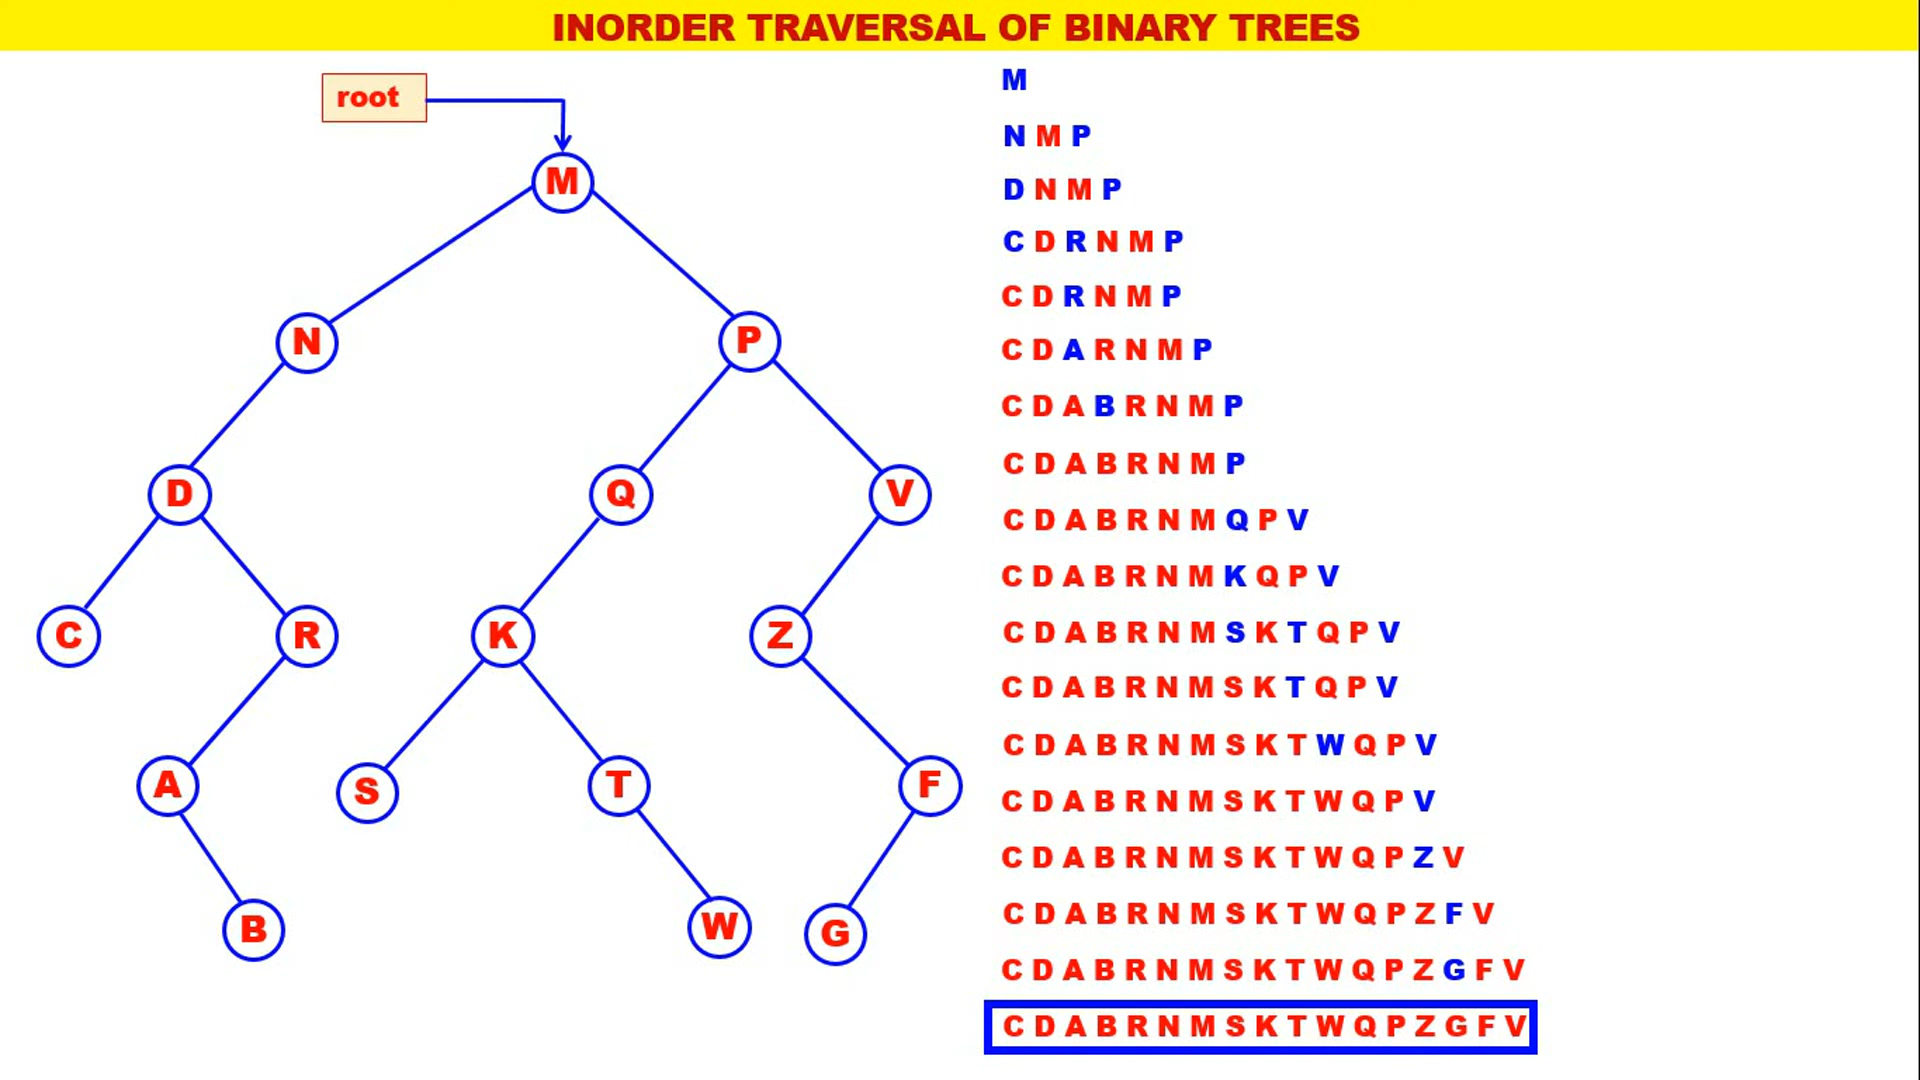 INORDER TRAVERSAL OF BINARY TREES
root
M
N P
D Q V
C R K Z
A S T F
B W G
M
N M P
D N M P
C D R N M P
C D R N M P
C D A R N M P
C D A B R N M P
C D A B R N M P
C D A B R N M Q P V
C D A B R N M K Q P V
C D A B R N M S K T Q P V
C D A B R N M S K T Q P V
C D A B R N M S K T W Q P V
C D A B R N M S K T W Q P V
C D A B R N M S K T W Q P Z V
C D A B R N M S K T W Q P Z F V
C D A B R N M S K T W Q P Z G F V
C D A B R N M S K T W Q P Z G F V